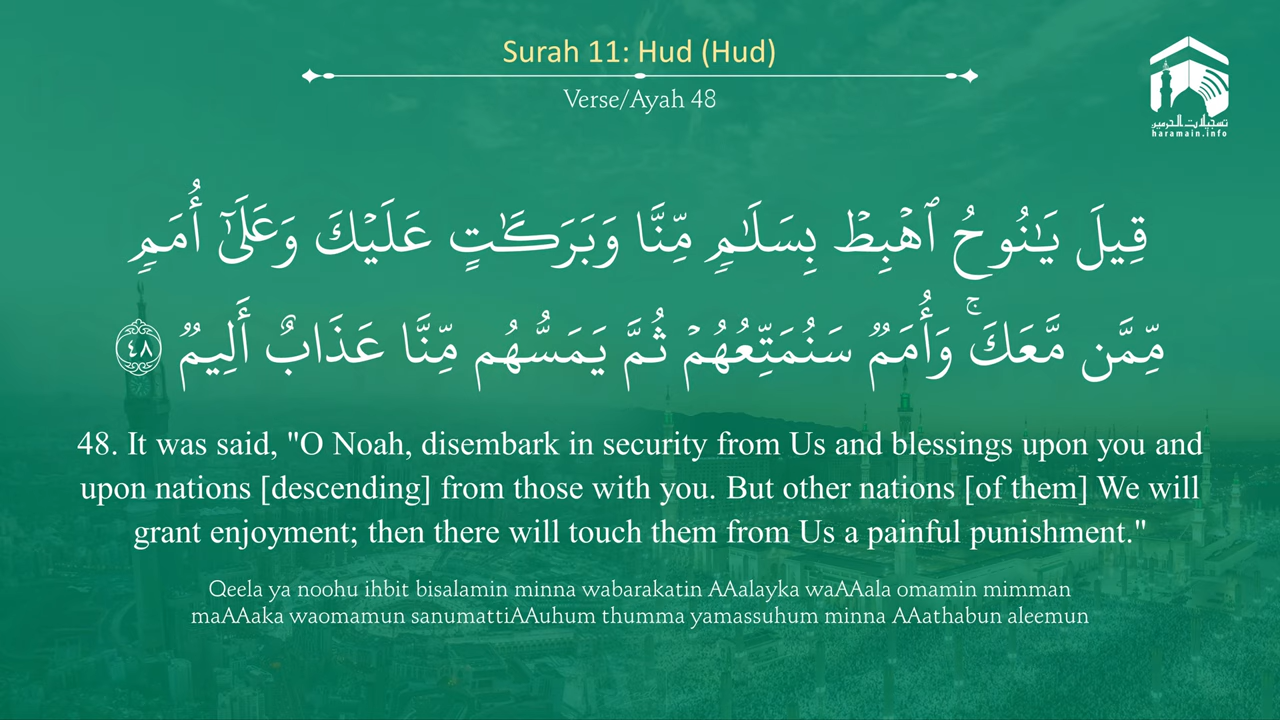 Surah 11: Hud (Hud)
Verse/Ayah 48
تسجيلات الحرمين
haramain.info
قِيلَ يَـٰنُوحُ ٱهْبِطْ بِسَلَـٰمٍ مِّنَّا وَبَرَكَـٰتٍ عَلَيْكَ وَعَلَىٰٓ أُمَمٍ
مِّمَّن مَّعَكَ ۚ وَأُمَمٌ سَنُمَتِّعُهُمْ ثُمَّ يَمَسُّهُم مِّنَّا عَذَابٌ أَلِيمٌ ٤٨
48. It was said, "O Noah, disembark in security from Us and blessings upon you and
upon nations [descending] from those with you. But other nations [of them] We will
grant enjoyment; then there will touch them from Us a painful punishment."
Qeela ya noohu ihbit bisalamin minna wabarakatin AAalayka waAAala omamin mimman
maAAaka waomamun sanumattiAAuhum thumma yamassuhum minna AAathabun aleemun